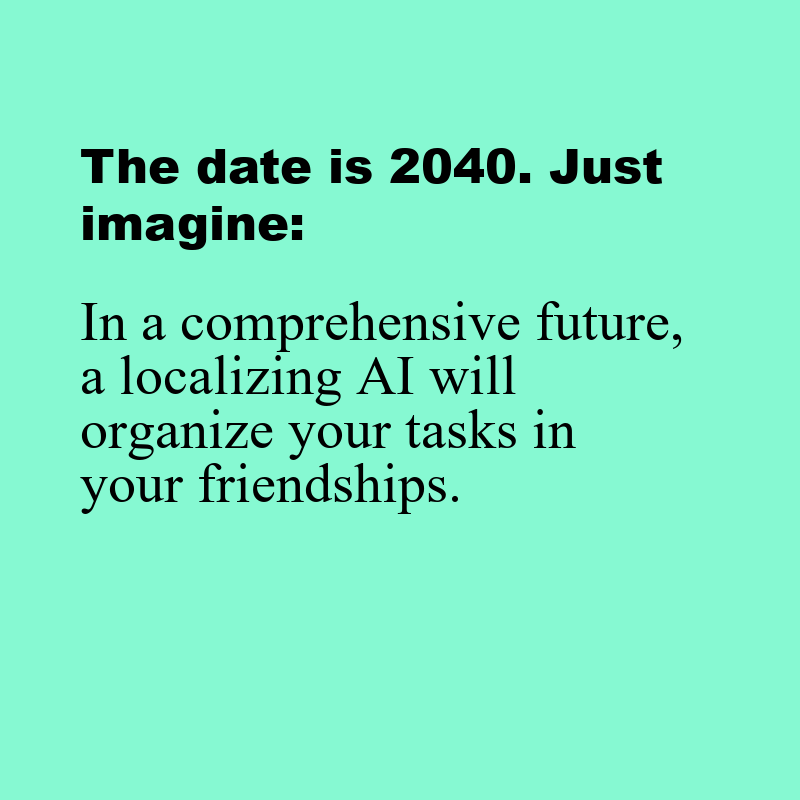 The date is 2040. Just
imagine:
In a comprehensive future,
a localizing AI will
organize your tasks in
your friendships.